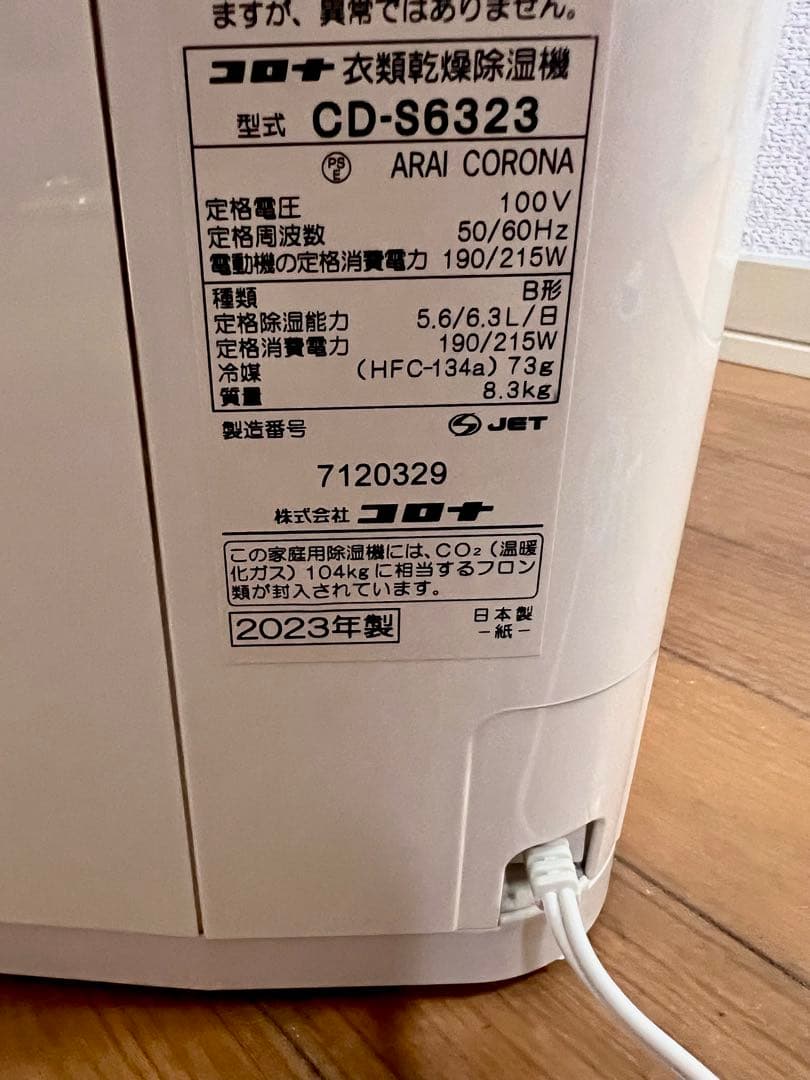 ますが、異常ではありません。
コロナ 衣類乾燥除湿機
型式 CD-S6323
PS E ARAI CORONA
定格電圧 100V
定格周波数 50/60Hz
電動機の定格消費電力 190/215W
種類 B形
定格除湿能力 5.6/6.3L/日
定格消費電力 190/215W
冷媒 (HFC-134a) 73g
質量 8.3kg
製造番号 JET
7120329
株式会社 コロナ
この家庭用除湿機には、CO₂(温暖
化ガス)104kgに相当するフロン
類が封入されています。
2023年製 日本製
-紙-